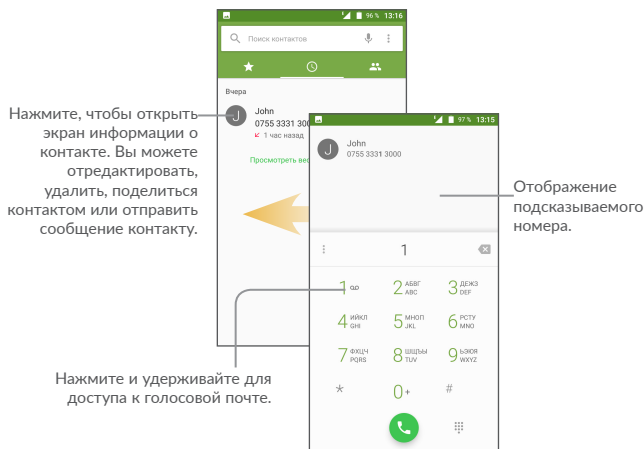 96 % 13:16
Поиск контактов
Вчера
J
John
0755 3331 300
1 час назад
Просмотреть вес
Нажмите, чтобы открыть
экран информации о
контакте. Вы можете
отредактировать,
удалить, поделиться
контактом или отправить
сообщение контакту.
97 % 13:15
J
John
0755 3331 3000
Отображение
подсказываемого
номера.
1
1
2 АБВГ ABC
3 ДЕЖЗ DEF
4 ИЙКЛ GHI
5 МНОП JKL
6 РСТУ MNO
7 ФХЦЧ PQRS
8 ШЩЪЫ TUV
9 ЬЭЮЯ WXYZ
* 0 + #
Нажмите и удерживайте для
доступа к голосовой почте.